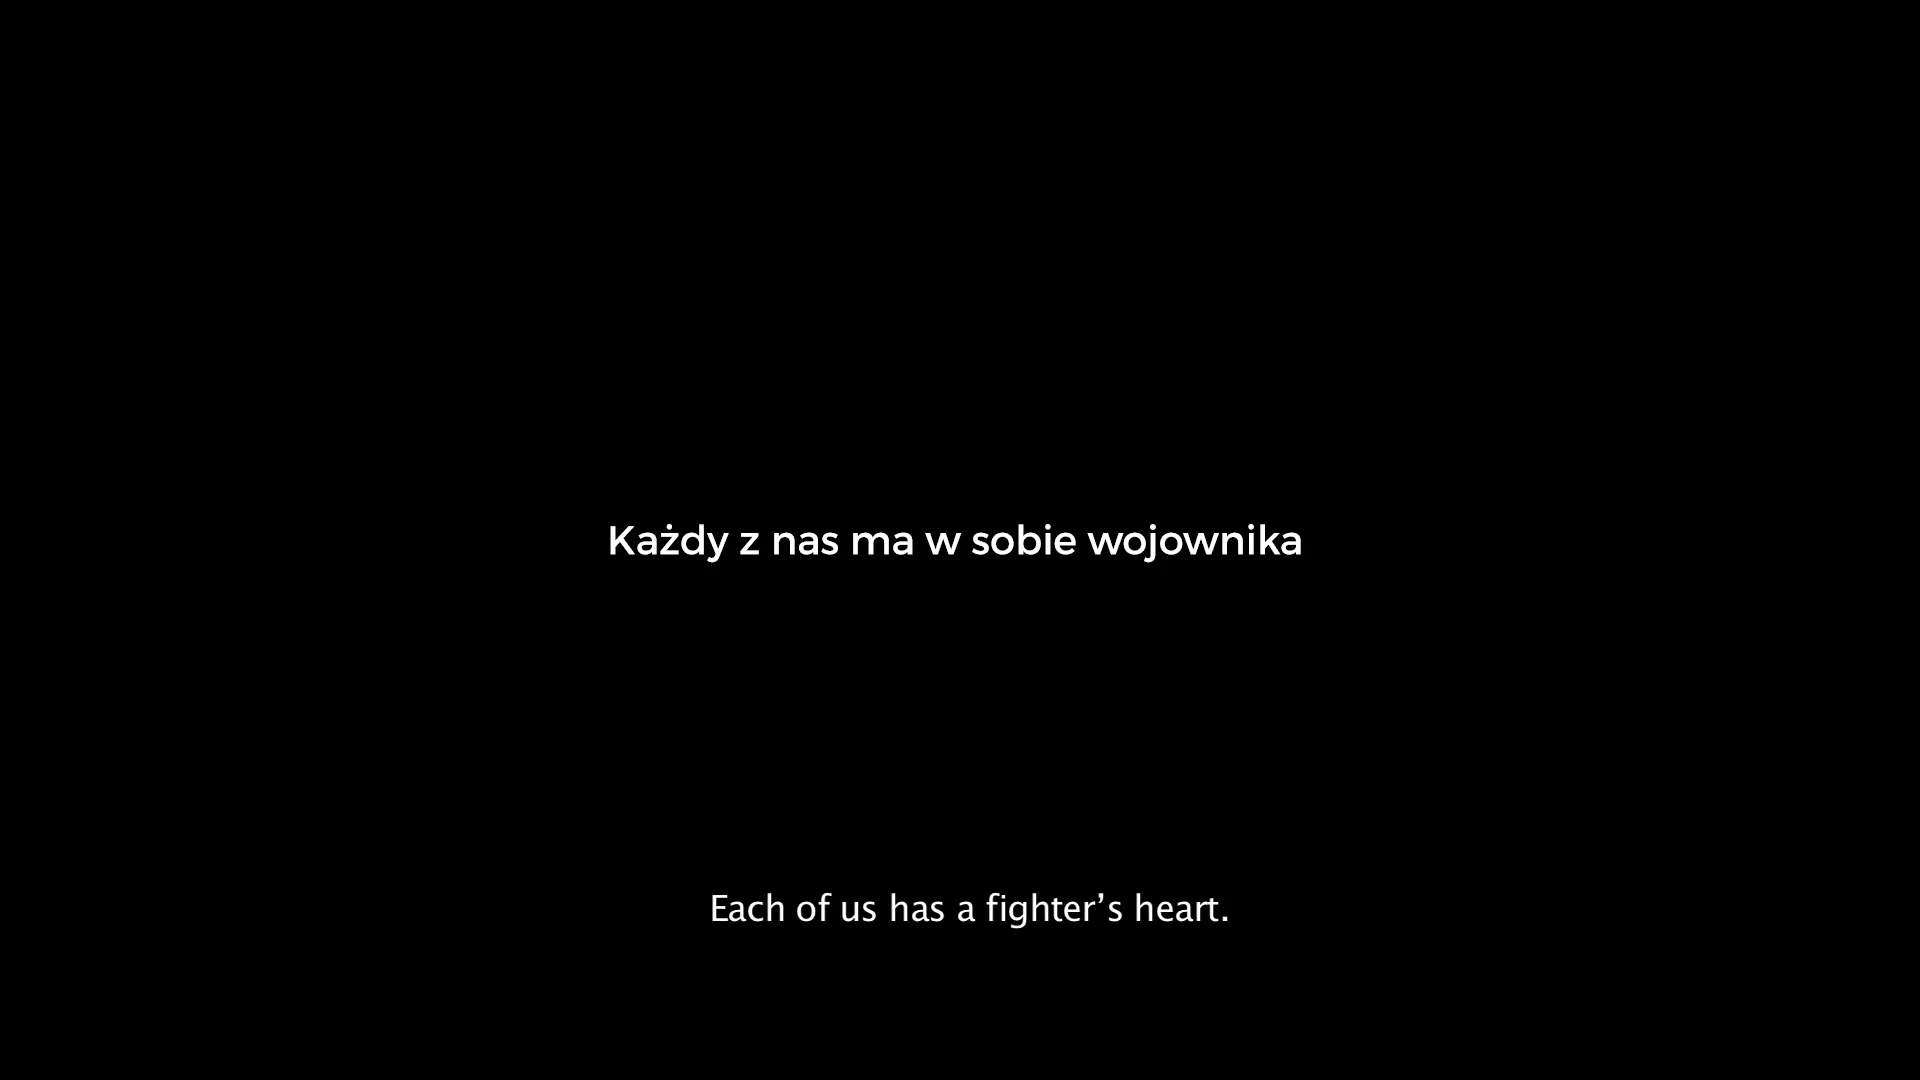 Każdy z nas ma w sobie wojownika
Each of us has a fighter’s heart.